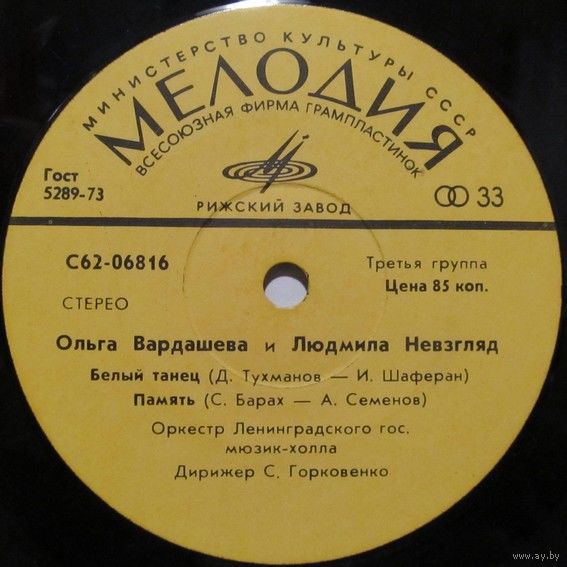 МИНИСТЕРСТВО КУЛЬТУРЫ СССР
МЕЛОДИЯ
ВСЕСОЮЗНАЯ ФИРМА ГРАМПЛАСТИНОК
Гост
5289-73
33
РИЖСКИЙ ЗАВОД
С62-06816
Третья группа
Цена 85 коп.
СТЕРЕО
Ольга Вардашева и Людмила Невзгляд
Белый танец (Д. Тухманов — И. Шаферан)
Память (С. Барах — А. Семенов)
Оркестр Ленинградского гос.
мюзик-холла
Дирижер С. Горковенко
www.ay.by